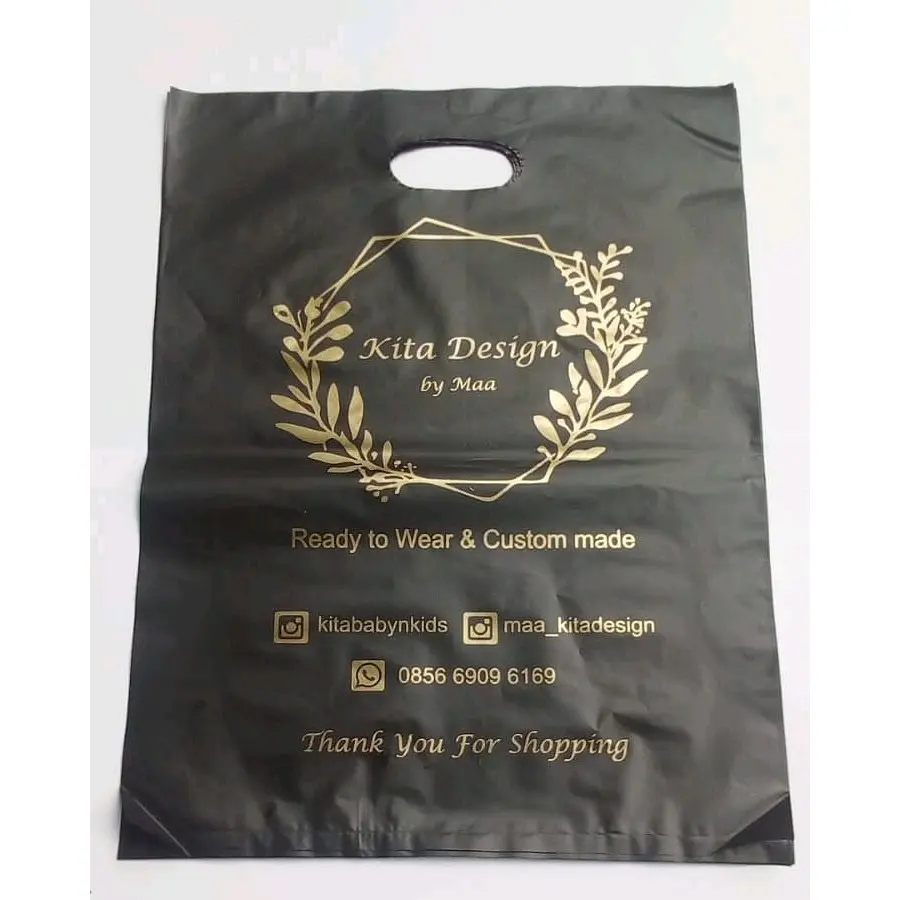 Kita Design
by Maa
Ready to Wear & Custom made
kitababynkids maa_kitadesign
0856 6909 6169
Thank You For Shopping